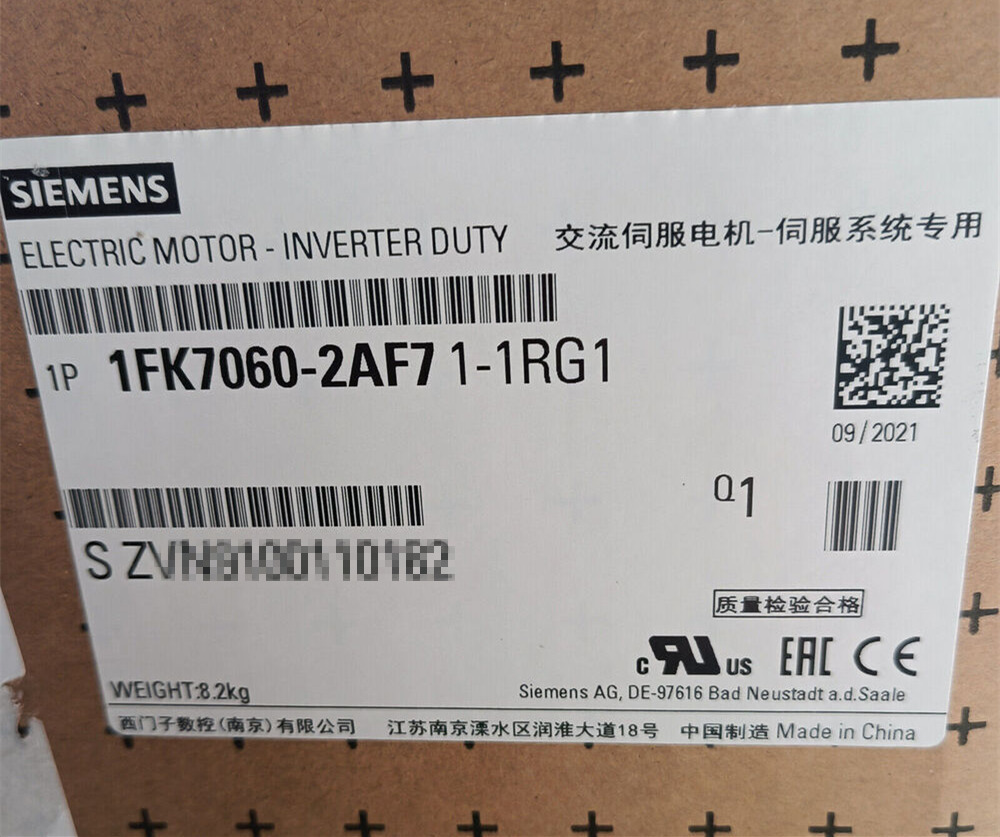 SIEMENS
ELECTRIC MOTOR - INVERTER DUTY 交流伺服电机-伺服系统专用
1P 1FK7060-2AF7 1-1RG1
09/2021
Q1
S ZV
质量检验合格
c RU US EAC CE
WEIGHT:8.2kg
Siemens AG, DE-97616 Bad Neustadt a.d.Saale
西门子数控(南京)有限公司 江苏南京溧水区润淮大道18号 中国制造 Made in China